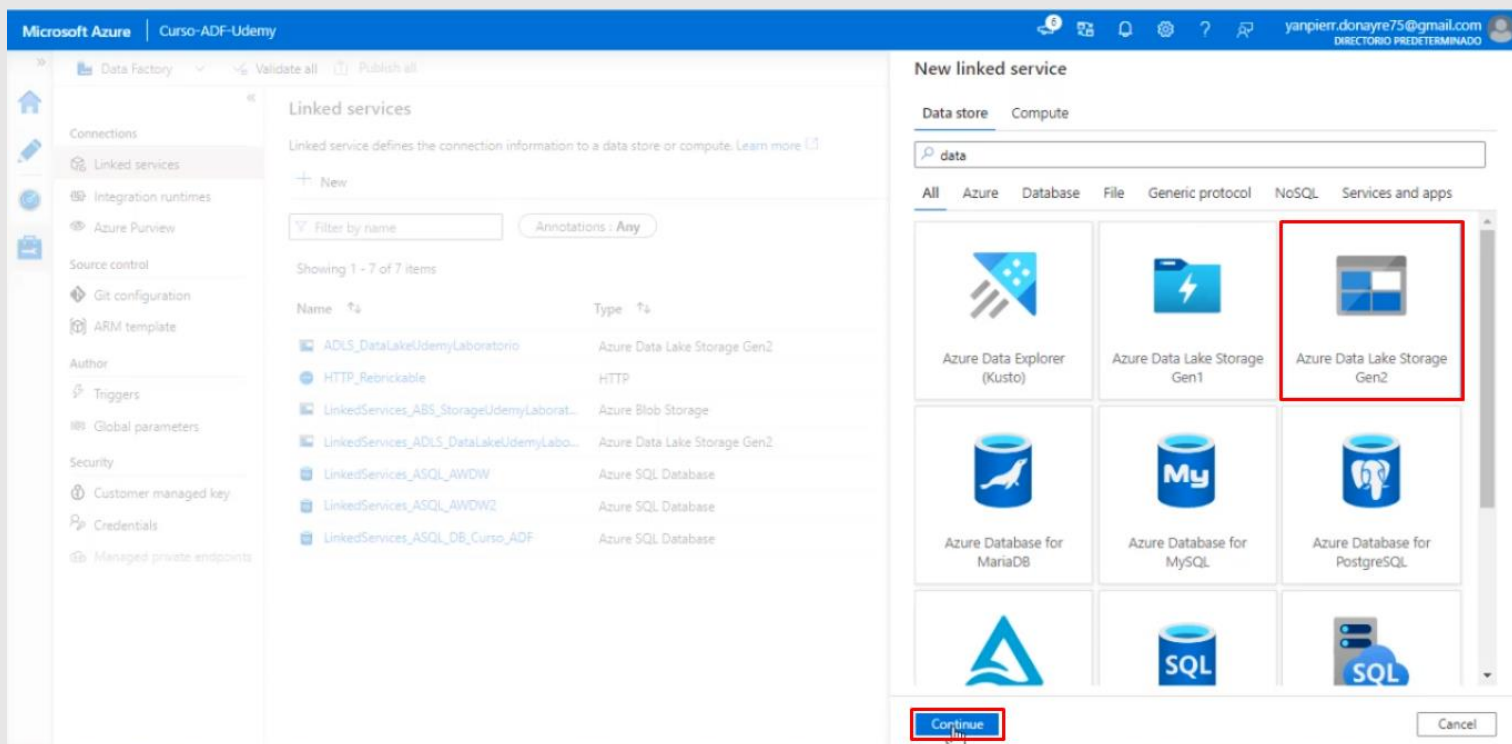 Microsoft Azure
Curso-ADF-Udemy
6
yanpierr.donayre75@gmail.com
DIRECTORIO PREDETERMINADO
Data Factory
Validate all
Publish all
Connections
Linked services
Integration runtimes
Azure Purview
Source control
Git configuration
ARM template
Author
Triggers
Global parameters
Security
Customer managed key
Credentials
Managed private endpoints
Linked services
Linked service defines the connection information to a data store or compute. Learn more
New
Filter by name
Annotations : Any
Showing 1 - 7 of 7 items
Name Type
ADLS_DataLakeUdemyLaboratorio Azure Data Lake Storage Gen2
HTTP_Rebrickable HTTP
LinkedServices_ABS_StorageUdemyLaborat... Azure Blob Storage
LinkedServices_ADLS_DataLakeUdemyLabo... Azure Data Lake Storage Gen2
LinkedServices_ASQL_AWDW Azure SQL Database
LinkedServices_ASQL_AWDW2 Azure SQL Database
LinkedServices_ASQL_DB_Curso_ADF Azure SQL Database
New linked service
Data store Compute
data
All Azure Database File Generic protocol NoSQL Services and apps
Azure Data Explorer
(Kusto)
Azure Data Lake Storage
Gen1
Azure Data Lake Storage
Gen2
My
Azure Database for
MariaDB
Azure Database for
MySQL
Azure Database for
PostgreSQL
SQL
SQL
Continue
Cancel